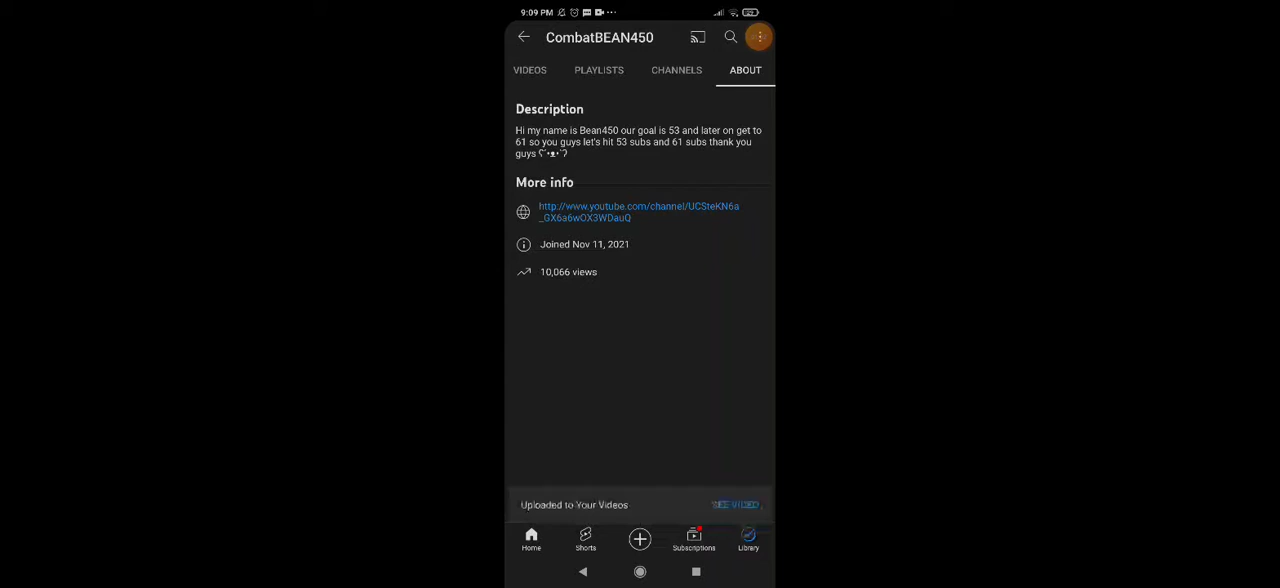 9:09 PM
CombatBEAN450
VIDEOS PLAYLISTS CHANNELS ABOUT
Description
Hi my name is Bean450 our goal is 53 and later on get to
61 so you guys let's hit 53 subs and 61 subs thank you
guys ʕ´•ᴥ•`ʔ
More info
http://www.youtube.com/channel/UCSteKN6a
_GX6a6wOX3WDauQ
Joined Nov 11, 2021
10,066 views
Uploaded to Your Videos
Home Shorts Subscriptions Library